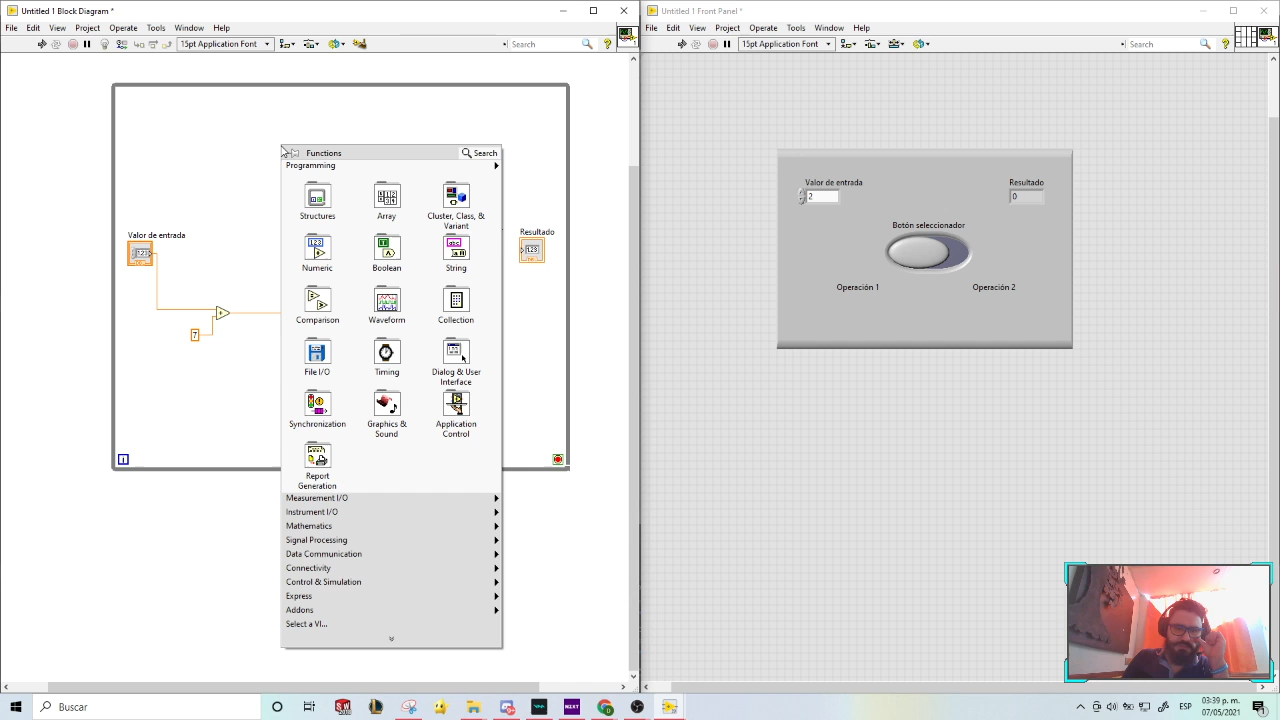 Untitled 1 Block Diagram *
File Edit View Project Operate Tools Window Help
15pt Application Font
Search
Valor de entrada
7
Resultado
Functions
Search
Programming
Structures
Array
Cluster, Class, &
Variant
Numeric
Boolean
String
Comparison
Waveform
Collection
File I/O
Timing
Dialog & User
Interface
Synchronization
Graphics &
Sound
Application
Control
Report
Generation
Measurement I/O
Instrument I/O
Mathematics
Signal Processing
Data Communication
Connectivity
Control & Simulation
Express
Addons
Select a VI...
Untitled 1 Front Panel *
File Edit View Project Operate Tools Window Help
15pt Application Font
Search
Valor de entrada
2
Resultado
0
Botón seleccionador
Operación 1
Operación 2
Buscar
ESP
03:39 p. m.
07/05/2021